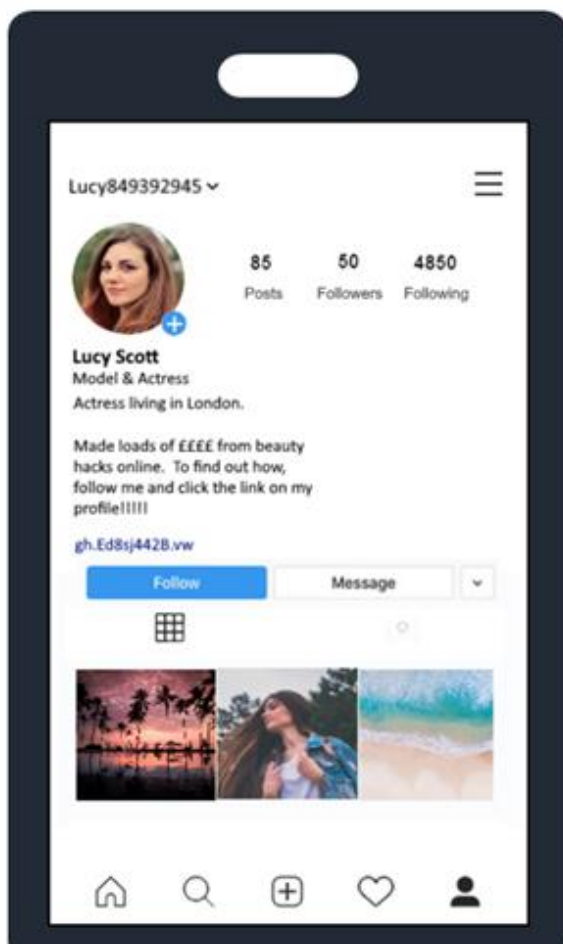 Lucy849392945
85 50 4850
Posts Followers Following
Lucy Scott
Model & Actress
Actress living in London.
Made loads of ££££ from beauty
hacks online. To find out how,
follow me and click the link on my
profile!!!!!
gh.Ed8sj442B.vw
Follow Message